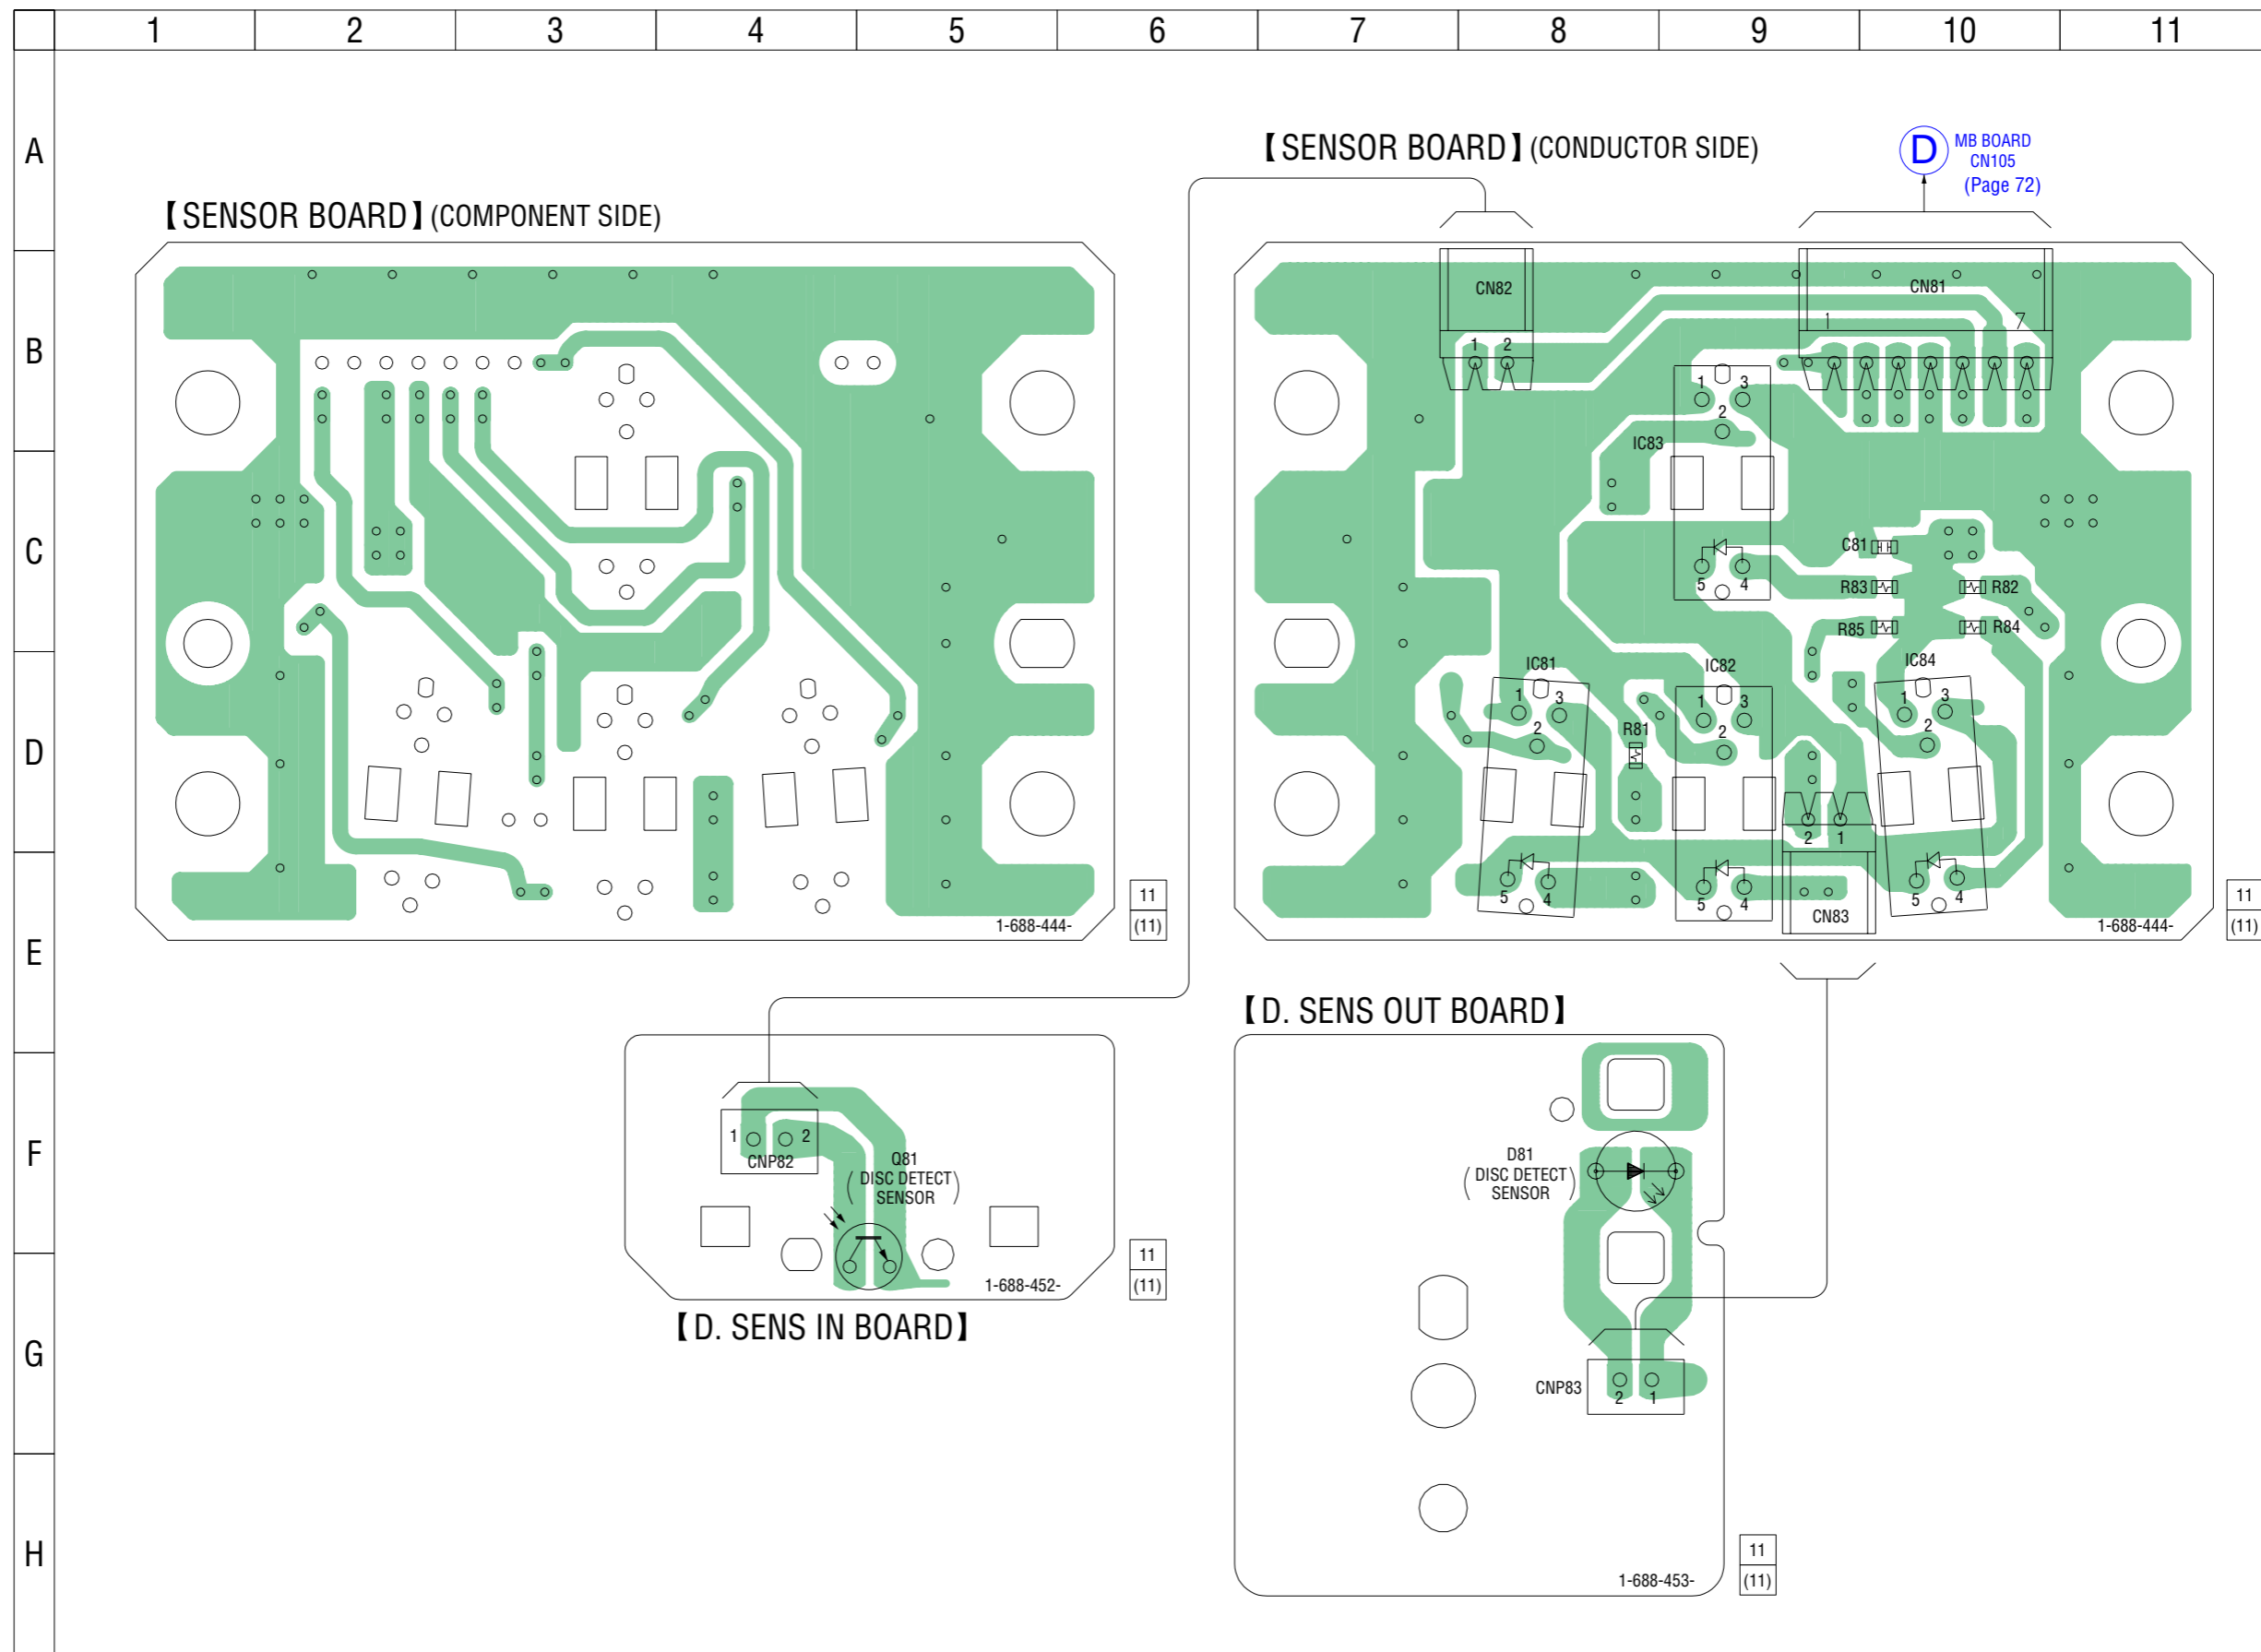 1 2 3 4 5 6 7 8 9 10 11
A
B
C
D
E
F
G
H
【SENSOR BOARD】(COMPONENT SIDE)
1-688-444-
11
(11)
【SENSOR BOARD】(CONDUCTOR SIDE)
D MB BOARD
CN105
(Page 72)
CN82
1 2
CN81
1 7
1 3
2
IC83
5 4
C81
R83
R82
R85
R84
IC81
1 3
2
5 4
R81
IC82
1 3
2
5 4
IC84
1 3
2
5 4
2 1
CN83
1-688-444-
11
(11)
1 2
CNP82
Q81
(DISC DETECT
SENSOR)
1-688-452-
11
(11)
【D. SENS IN BOARD】
【D. SENS OUT BOARD】
D81
(DISC DETECT
SENSOR)
CNP83
2 1
1-688-453-
11
(11)